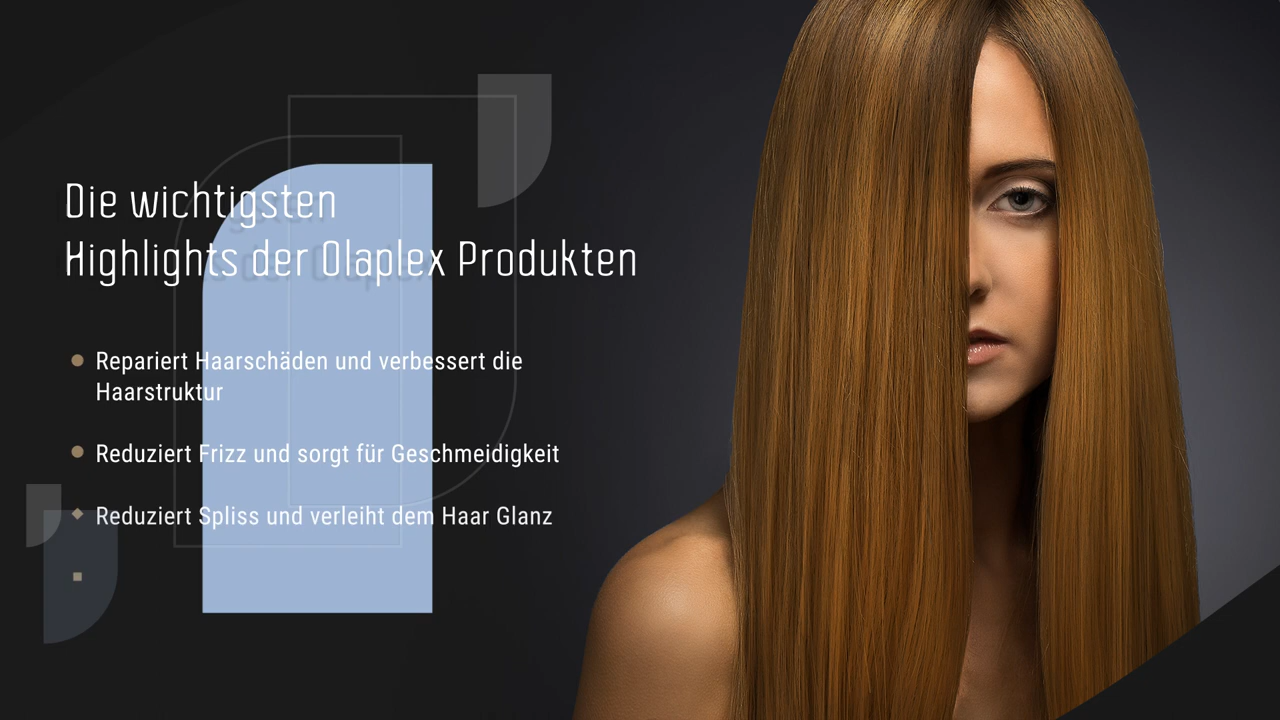 Die wichtigsten
Highlights der Olaplex Produkten
Repariert Haarschäden und verbessert die
Haarstruktur
Reduziert Frizz und sorgt für Geschmeidigkeit
Reduziert Spliss und verleiht dem Haar Glanz